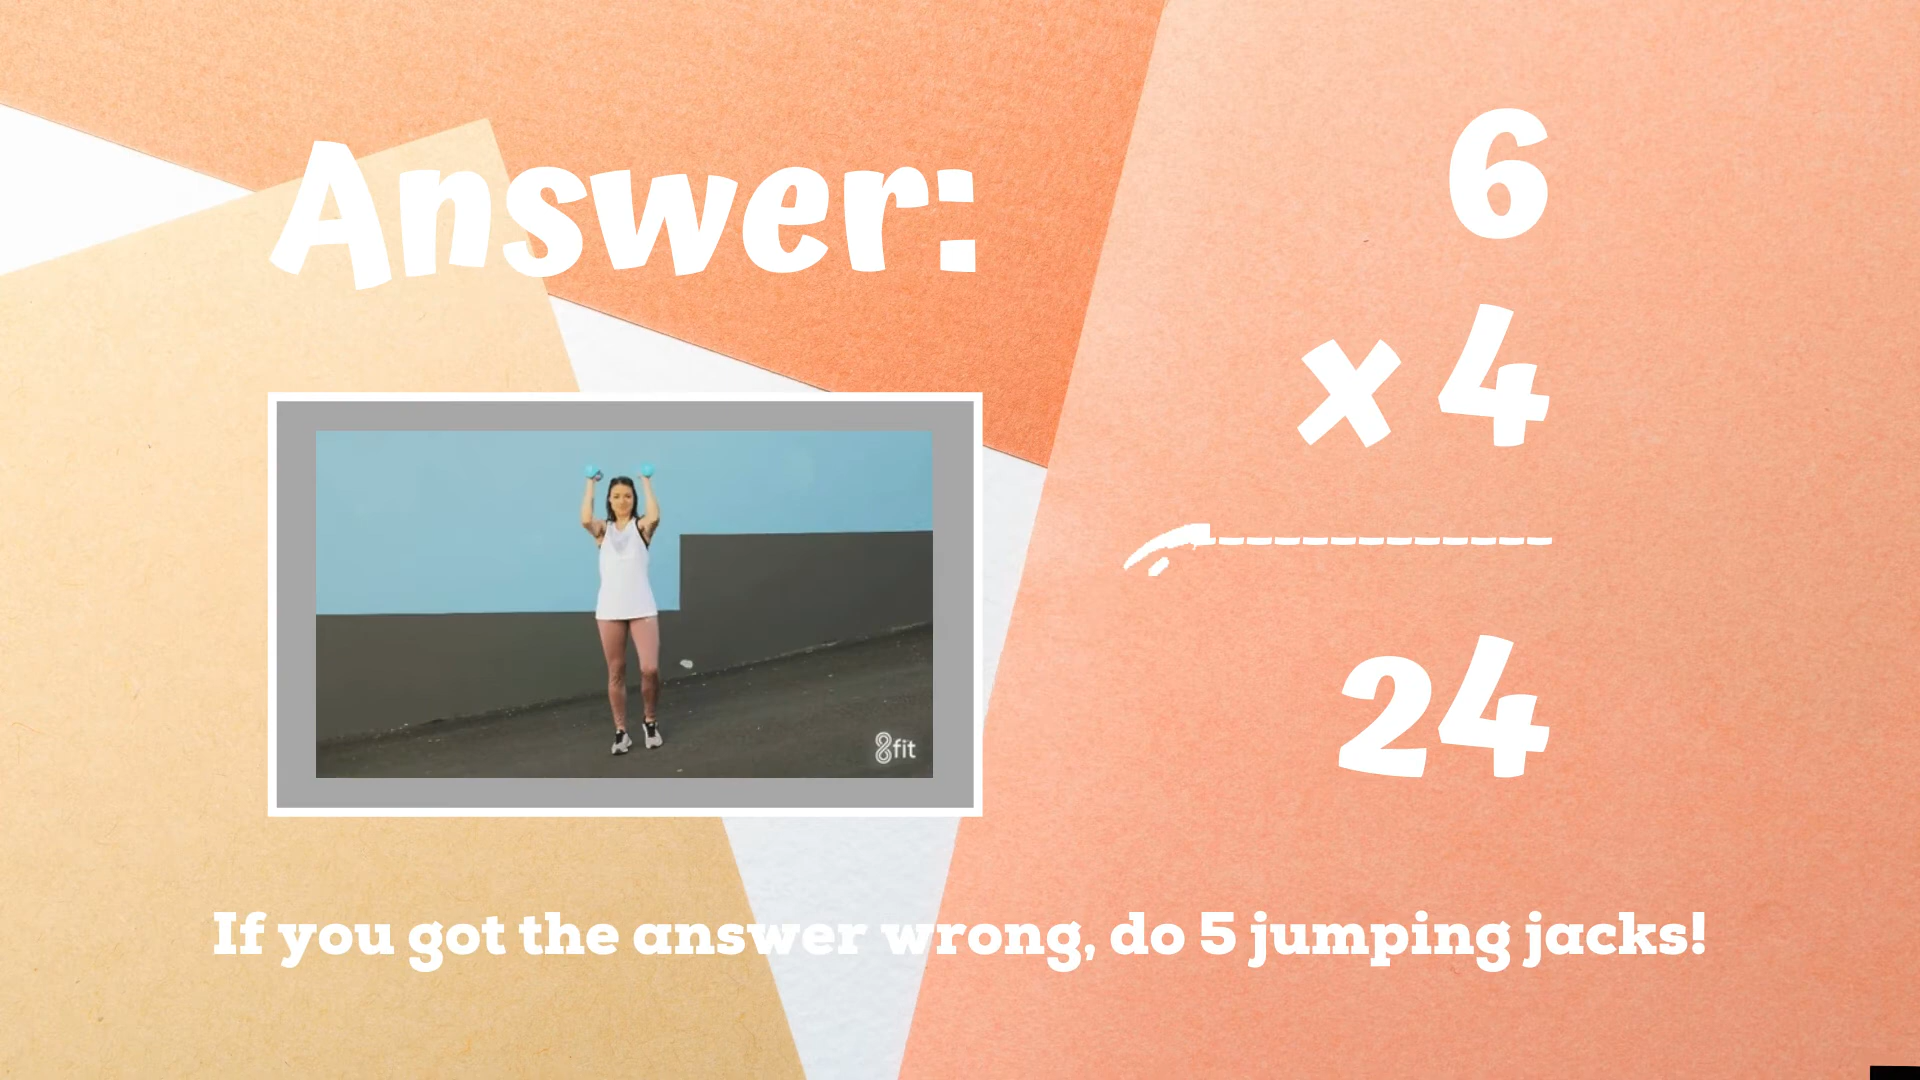 Answer:
6
x 4
24
8fit
If you got the answer wrong, do 5 jumping jacks!